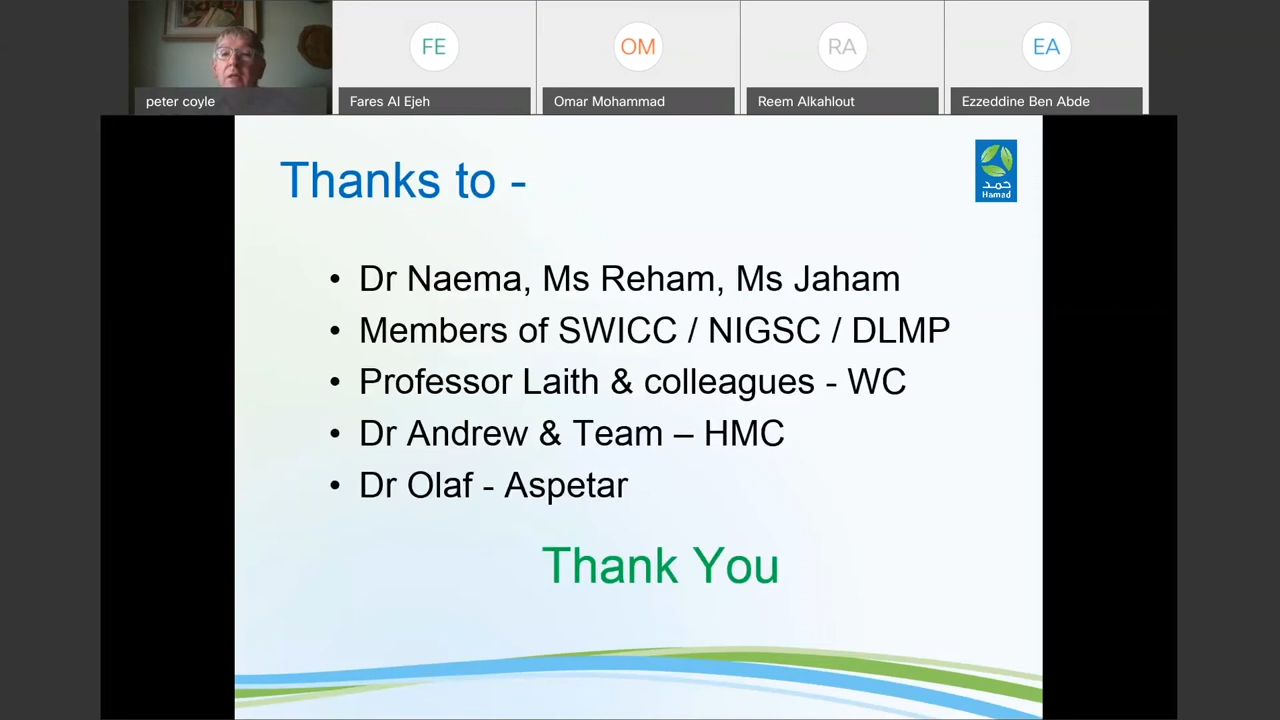 FE
OM
RA
EA
peter coyle
Fares Al Ejeh
Omar Mohammad
Reem Alkahlout
Ezzeddine Ben Abde
Thanks to -
حمد
Hamad
• Dr Naema, Ms Reham, Ms Jaham
• Members of SWICC / NIGSC / DLMP
• Professor Laith & colleagues - WC
• Dr Andrew & Team – HMC
• Dr Olaf - Aspetar
Thank You